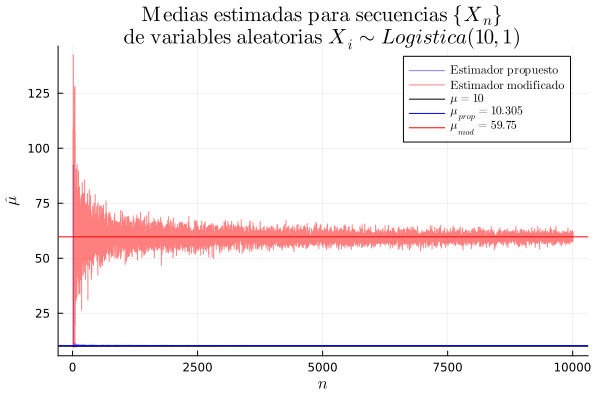 Medias estimadas para secuencias {X_n}
de variables aleatorias X_i ∼ Logistica(10, 1)
Estimador propuesto
Estimador modificado
μ = 10
μ_prop = 10.305
μ_mod = 59.75
125
100
75
50
25
μ̂
0
2500
5000
7500
10000
n